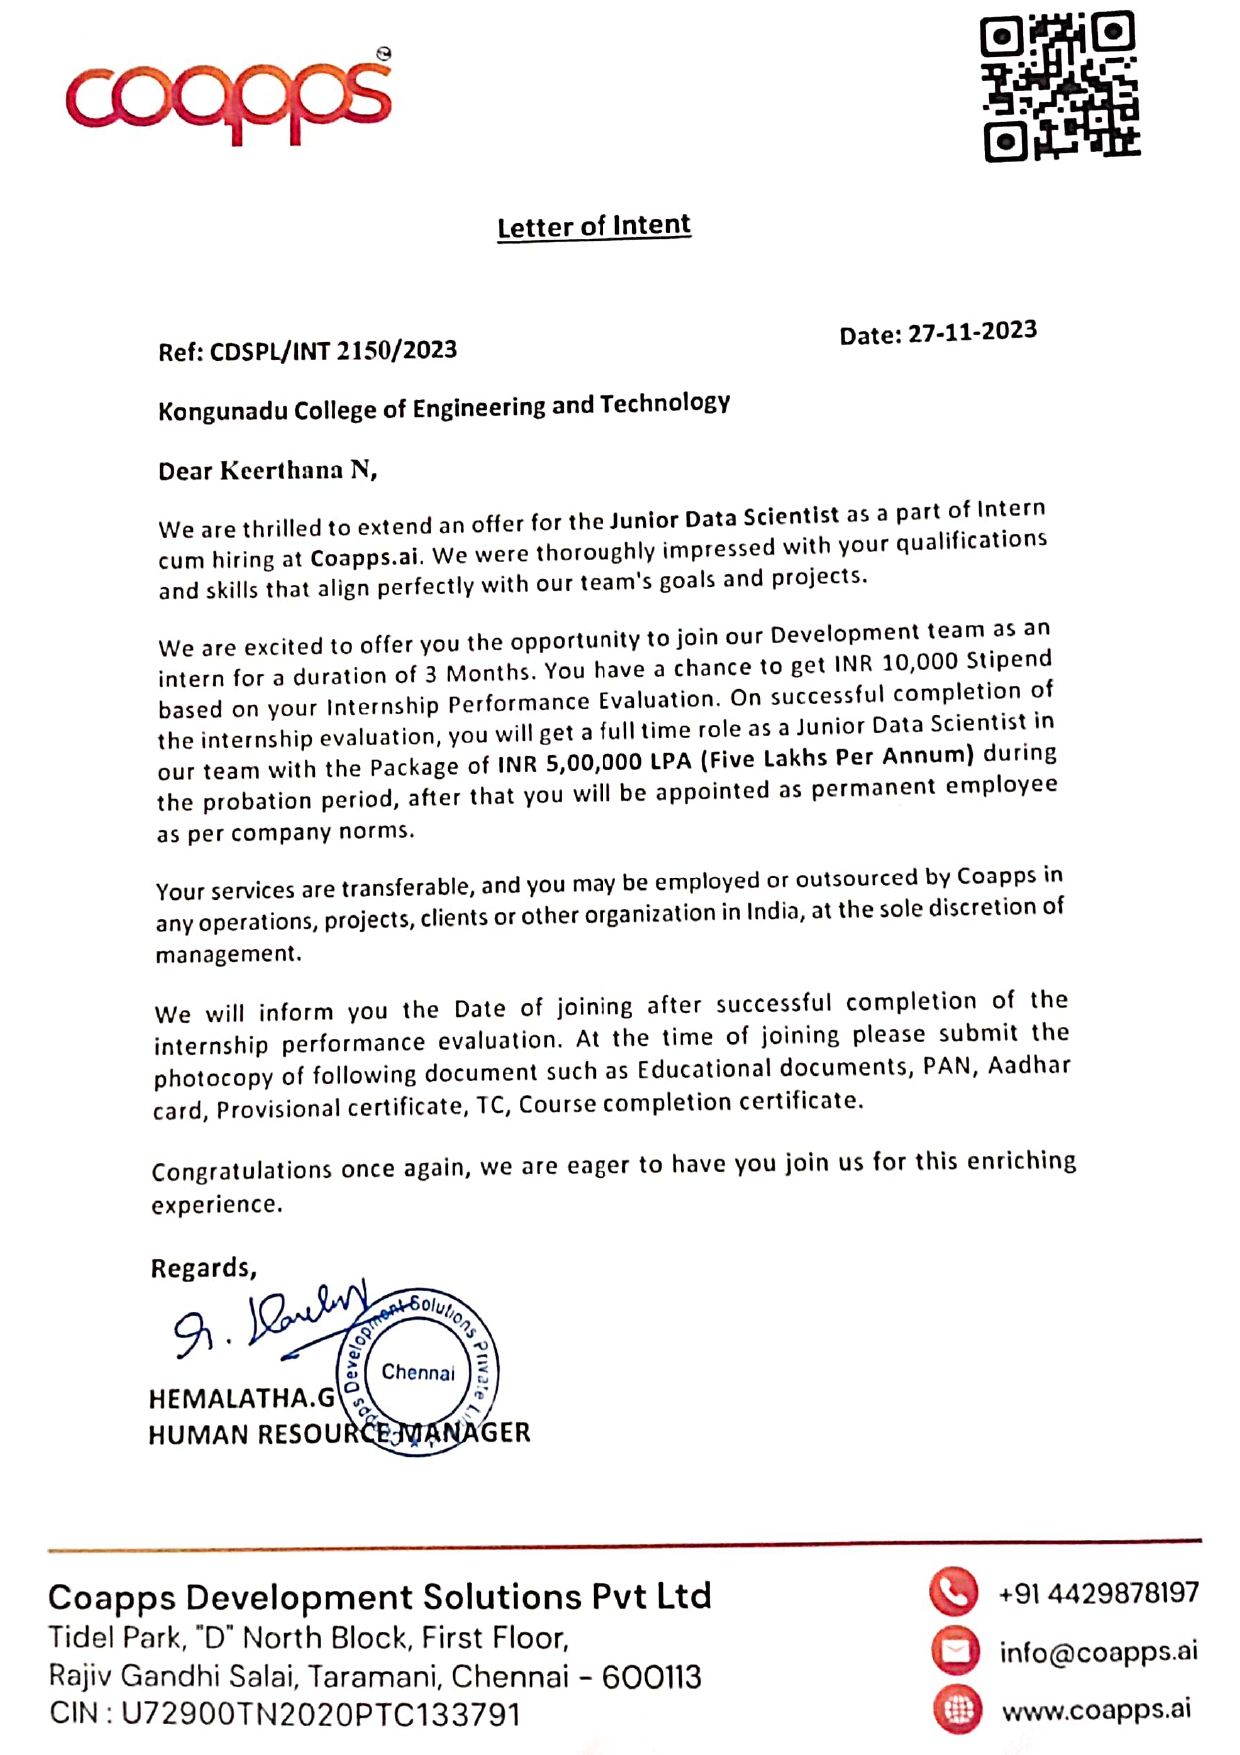 coapps
Letter of Intent
Ref: CDSPL/INT 2150/2023
Date: 27-11-2023
Kongunadu College of Engineering and Technology
Dear Keerthana N,
We are thrilled to extend an offer for the Junior Data Scientist as a part of Intern
cum hiring at Coapps.ai. We were thoroughly impressed with your qualifications
and skills that align perfectly with our team's goals and projects.
We are excited to offer you the opportunity to join our Development team as an
intern for a duration of 3 Months. You have a chance to get INR 10,000 Stipend
based on your Internship Performance Evaluation. On successful completion of
the internship evaluation, you will get a full time role as a Junior Data Scientist in
our team with the Package of INR 5,00,000 LPA (Five Lakhs Per Annum) during
the probation period, after that you will be appointed as permanent employee
as per company norms.
Your services are transferable, and you may be employed or outsourced by Coapps in
any operations, projects, clients or other organization in India, at the sole discretion of
management.
We will inform you the Date of joining after successful completion of the
internship performance evaluation. At the time of joining please submit the
photocopy of following document such as Educational documents, PAN, Aadhar
card, Provisional certificate, TC, Course completion certificate.
Congratulations once again, we are eager to have you join us for this enriching
experience.
Regards,
Coapps Development Solutions Private
Chennai
HEMALATHA.G
HUMAN RESOURCE MANAGER
Coapps Development Solutions Pvt Ltd
Tidel Park, "D" North Block, First Floor,
Rajiv Gandhi Salai, Taramani, Chennai - 600113
CIN : U72900TN2020PTC133791
+91 4429878197
info@coapps.ai
www.coapps.ai